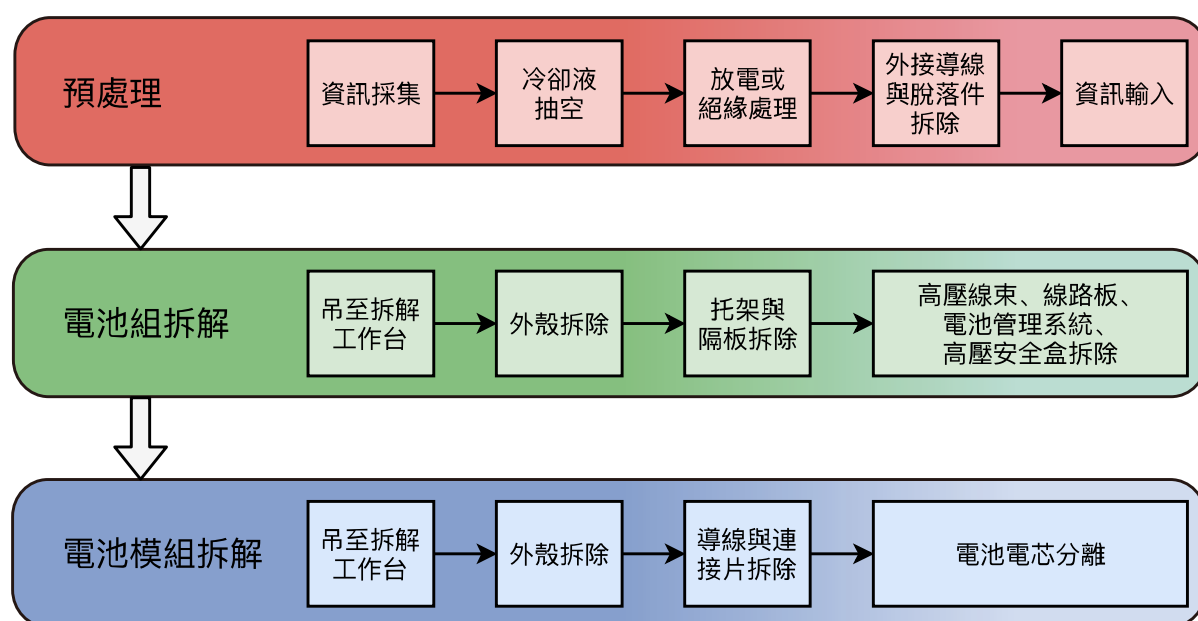 預處理
資訊採集
冷卻液
抽空
放電或
絕緣處理
外接導線
與脫落件
拆除
資訊輸入
電池組拆解
吊至拆解
工作台
外殼拆除
托架與
隔板拆除
高壓線束、線路板、
電池管理系統、
高壓安全盒拆除
電池模組拆解
吊至拆解
工作台
外殼拆除
導線與連
接片拆除
電池電芯分離